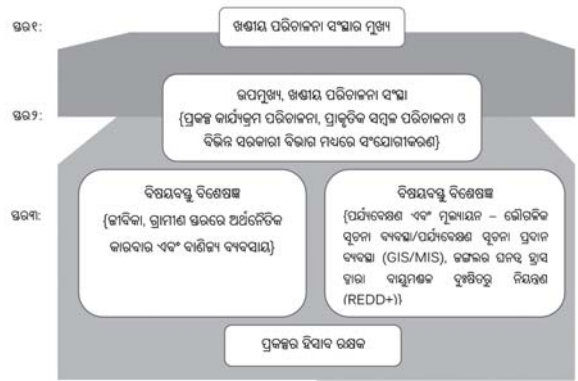 ସ୍ତର୧:
ଖଣ୍ଡୀୟ ପରିଚାଳନା ସଂସ୍ଥାର ମୁଖ୍ୟ
ସ୍ତର୨:
ଉପମୁଖ୍ୟ, ଖଣ୍ଡୀୟ ପରିଚାଳନା ସଂସ୍ଥା
{ପ୍ରକଳ୍ପ କାର୍ଯ୍ୟକ୍ରମ ପରିଚାଳନା, ପ୍ରାକୃତିକ ସମ୍ବଳ ପରିଚାଳନା ଓ
ବିଭିନ୍ନ ସରକାରୀ ବିଭାଗ ମଧ୍ୟରେ ସଂଯୋଗୀକରଣ}
ସ୍ତର୩:
ବିଷୟବସ୍ତୁ ବିଶେଷଜ୍ଞ
{ଜୀବିକା, ଗ୍ରାମୀଣ ସ୍ତରରେ ଅର୍ଥନୈତିକ
କାରବାର ଏବଂ ବାଣିଜ୍ୟ ବ୍ୟବସାୟ}
ବିଷୟବସ୍ତୁ ବିଶେଷଜ୍ଞ
{ପର୍ଯ୍ୟବେକ୍ଷଣ ଏବଂ ମୂଲ୍ୟାୟନ – ଭୌଗଳିକ
ସୂଚନା ବ୍ୟବସ୍ଥା/ପର୍ଯ୍ୟବେକ୍ଷଣ ସୂଚନା ପ୍ରଦାନ
ବ୍ୟବସ୍ଥା (GIS/MIS), ଜଙ୍ଗଲର ଘନତ୍ୱ ହ୍ରାସ
ଦ୍ୱାରା ବାୟୁମଣ୍ଡଳ ଦୁଃଷିତରୁ ନିୟନ୍ତ୍ରଣ
(REDD+)}
ପ୍ରକଳ୍ପର ହିସାବ ରକ୍ଷକ